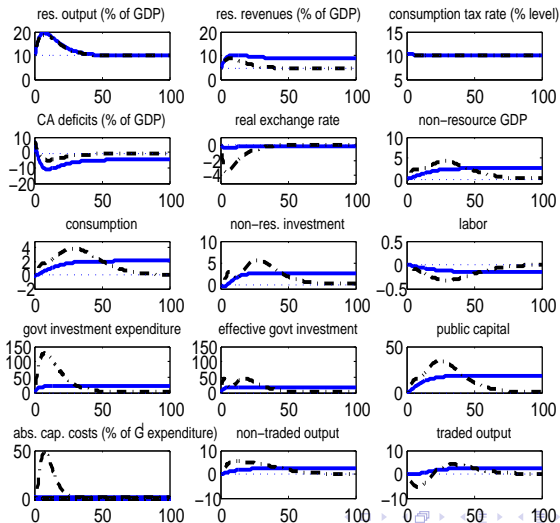 res. output (% of GDP)
res. revenues (% of GDP)
consumption tax rate (% level)
20
10
0
20
10
0
15
10
5
0 50 100
0 50 100
0 50 100
CA deficits (% of GDP)
real exchange rate
non-resource GDP
10
0
−10
−20
0
−2
−4
10
5
0
0 50 100
0 50 100
0 50 100
consumption
non-res. investment
labor
4
2
0
−2
10
5
0
0.5
0
−0.5
0 50 100
0 50 100
0 50 100
govt investment expenditure
effective govt investment
public capital
150
100
50
0
150
100
50
0
50
0
0 50 100
0 50 100
0 50 100
abs. cap. costs (% of GI expenditure)
non-traded output
traded output
50
0
10
0
−10
10
0
−10
0 50 100
0 50 100
0 50 100